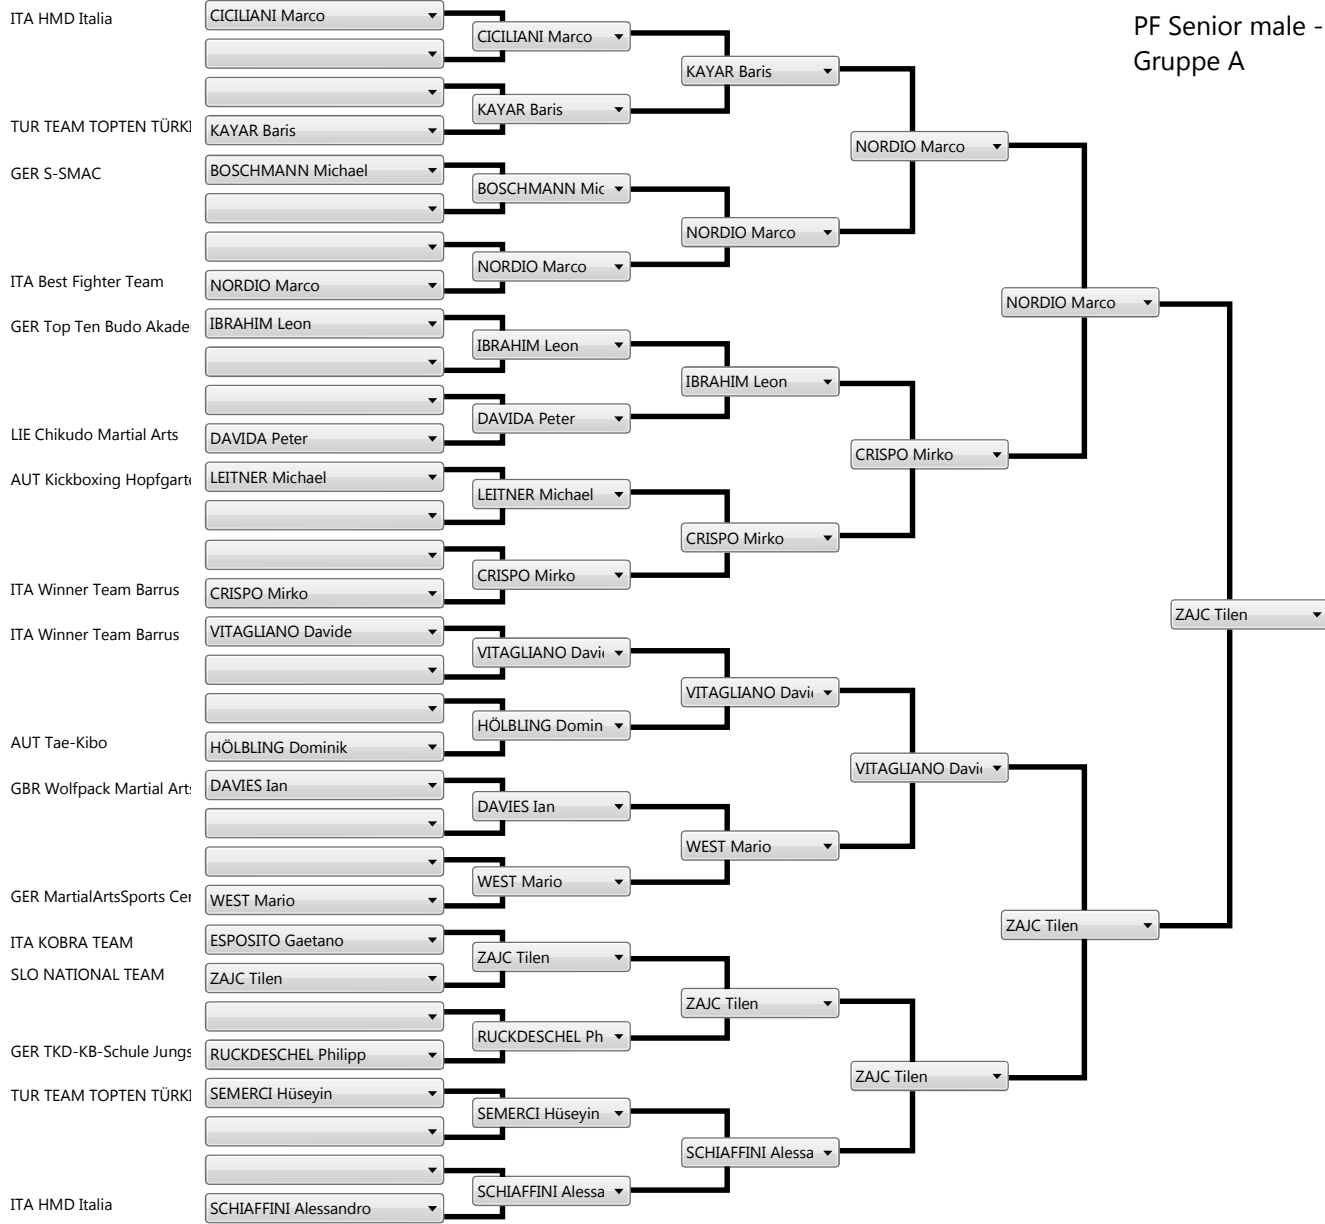 PF Senior male -
Gruppe A
ITA HMD Italia
CICILIANI Marco
TUR TEAM TOPTEN TÜRKI
KAYAR Baris
GER S-SMAC
BOSCHMANN Michael
ITA Best Fighter Team
NORDIO Marco
GER Top Ten Budo Akade
IBRAHIM Leon
LIE Chikudo Martial Arts
DAVIDA Peter
AUT Kickboxing Hopfgarte
LEITNER Michael
ITA Winner Team Barrus
CRISPO Mirko
ITA Winner Team Barrus
VITAGLIANO Davide
AUT Tae-Kibo
HÖLBLING Dominik
GBR Wolfpack Martial Arts
DAVIES Ian
GER MartialArtsSports Cer
WEST Mario
ITA KOBRA TEAM
ESPOSITO Gaetano
SLO NATIONAL TEAM
ZAJC Tilen
GER TKD-KB-Schule Jungs
RUCKDESCHEL Philipp
TUR TEAM TOPTEN TÜRKI
SEMERCI Hüseyin
ITA HMD Italia
SCHIAFFINI Alessandro
CICILIANI Marco
KAYAR Baris
BOSCHMANN Mic
NORDIO Marco
IBRAHIM Leon
DAVIDA Peter
LEITNER Michael
CRISPO Mirko
VITAGLIANO Davi
HÖLBLING Domin
DAVIES Ian
WEST Mario
ZAJC Tilen
RUCKDESCHEL Ph
SEMERCI Hüseyin
SCHIAFFINI Alessa
KAYAR Baris
NORDIO Marco
IBRAHIM Leon
CRISPO Mirko
VITAGLIANO Davi
WEST Mario
ZAJC Tilen
SCHIAFFINI Alessa
NORDIO Marco
CRISPO Mirko
VITAGLIANO Davi
ZAJC Tilen
NORDIO Marco
ZAJC Tilen
ZAJC Tilen